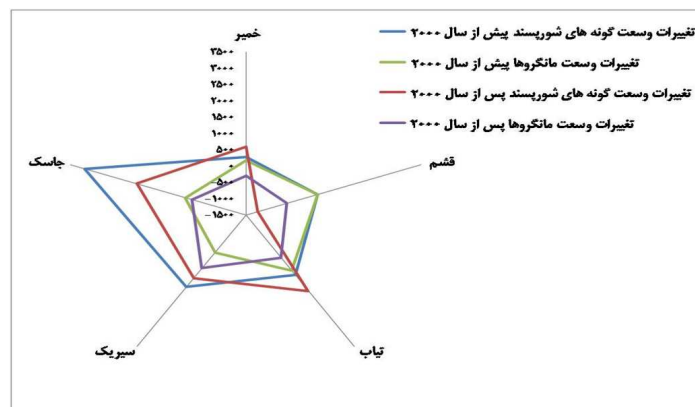 خمیر
تغییرات وسعت گونه های شورپسند پیش از سال ۲۰۰۰
تغییرات وسعت مانگروها پیش از سال ۲۰۰۰
تغییرات وسعت گونه های شورپسند پس از سال ۲۰۰۰
تغییرات وسعت مانگروها پس از سال ۲۰۰۰
۳۵۰۰
۳۰۰۰
۲۵۰۰
۲۰۰۰
۱۵۰۰
۱۰۰۰
۵۰۰
۰
-۵۰۰
-۱۰۰۰
-۱۵۰۰
جاسک
قشم
سیریک
تیاب